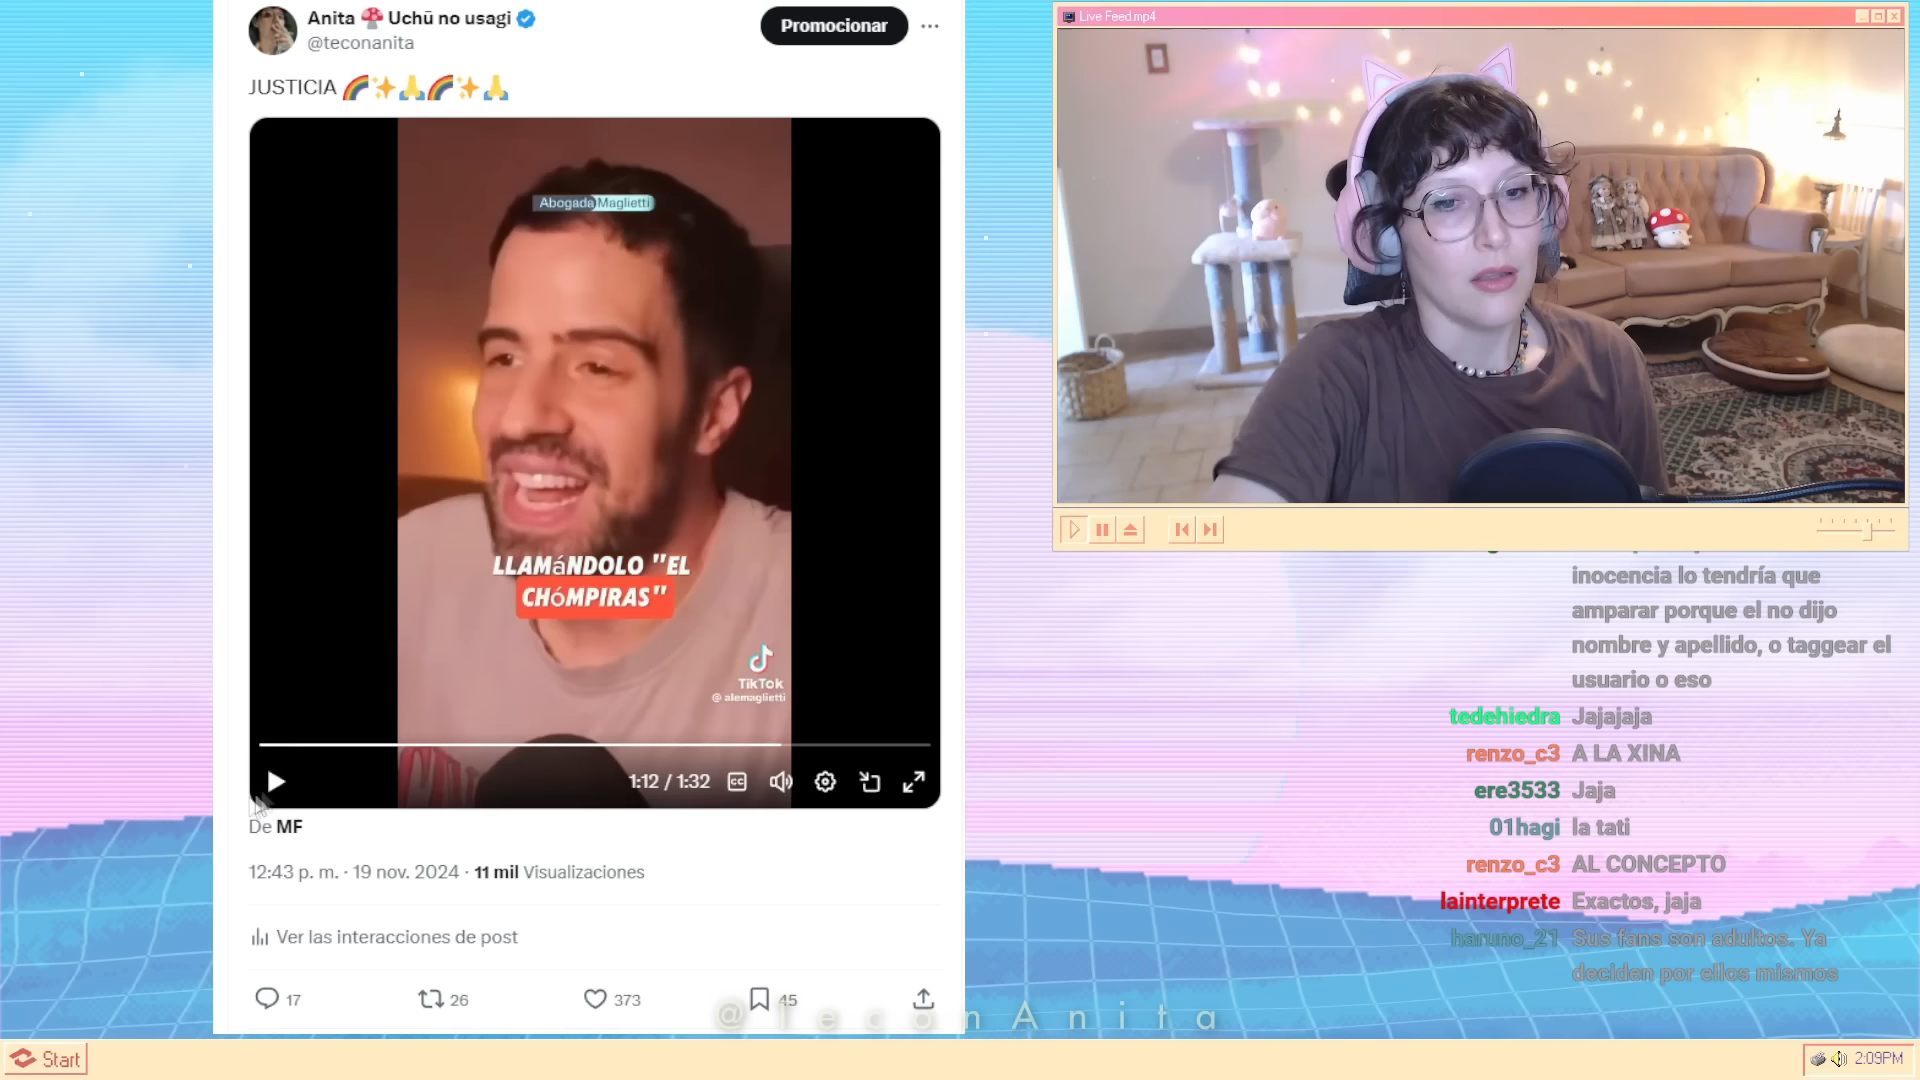 Anita 🍄 Uchū no usagi
@teconanita
Promocionar
JUSTICIA 🌈✨🙏🌈✨🙏
Abogada Maglietti
LLAMáNDOLO "EL
CHóMPIRAS"
TikTok
@ alemaglietti
1:12 / 1:32
CC
De MF
12:43 p. m. · 19 nov. 2024 · 11 mil Visualizaciones
Ver las interacciones de post
17
26
373
45
@TeconAnita
Start
Live Feed.mp4
inocencia lo tendría que
amparar porque el no dijo
nombre y apellido, o taggear el
usuario o eso
tedehiedra Jajajaja
renzo_c3 A LA XINA
ere3533 Jaja
01hagi la tati
renzo_c3 AL CONCEPTO
lainterprete Exactos, jaja
haruno_21 Sus fans son adultos. Ya
deciden por ellos mismos
2:09PM